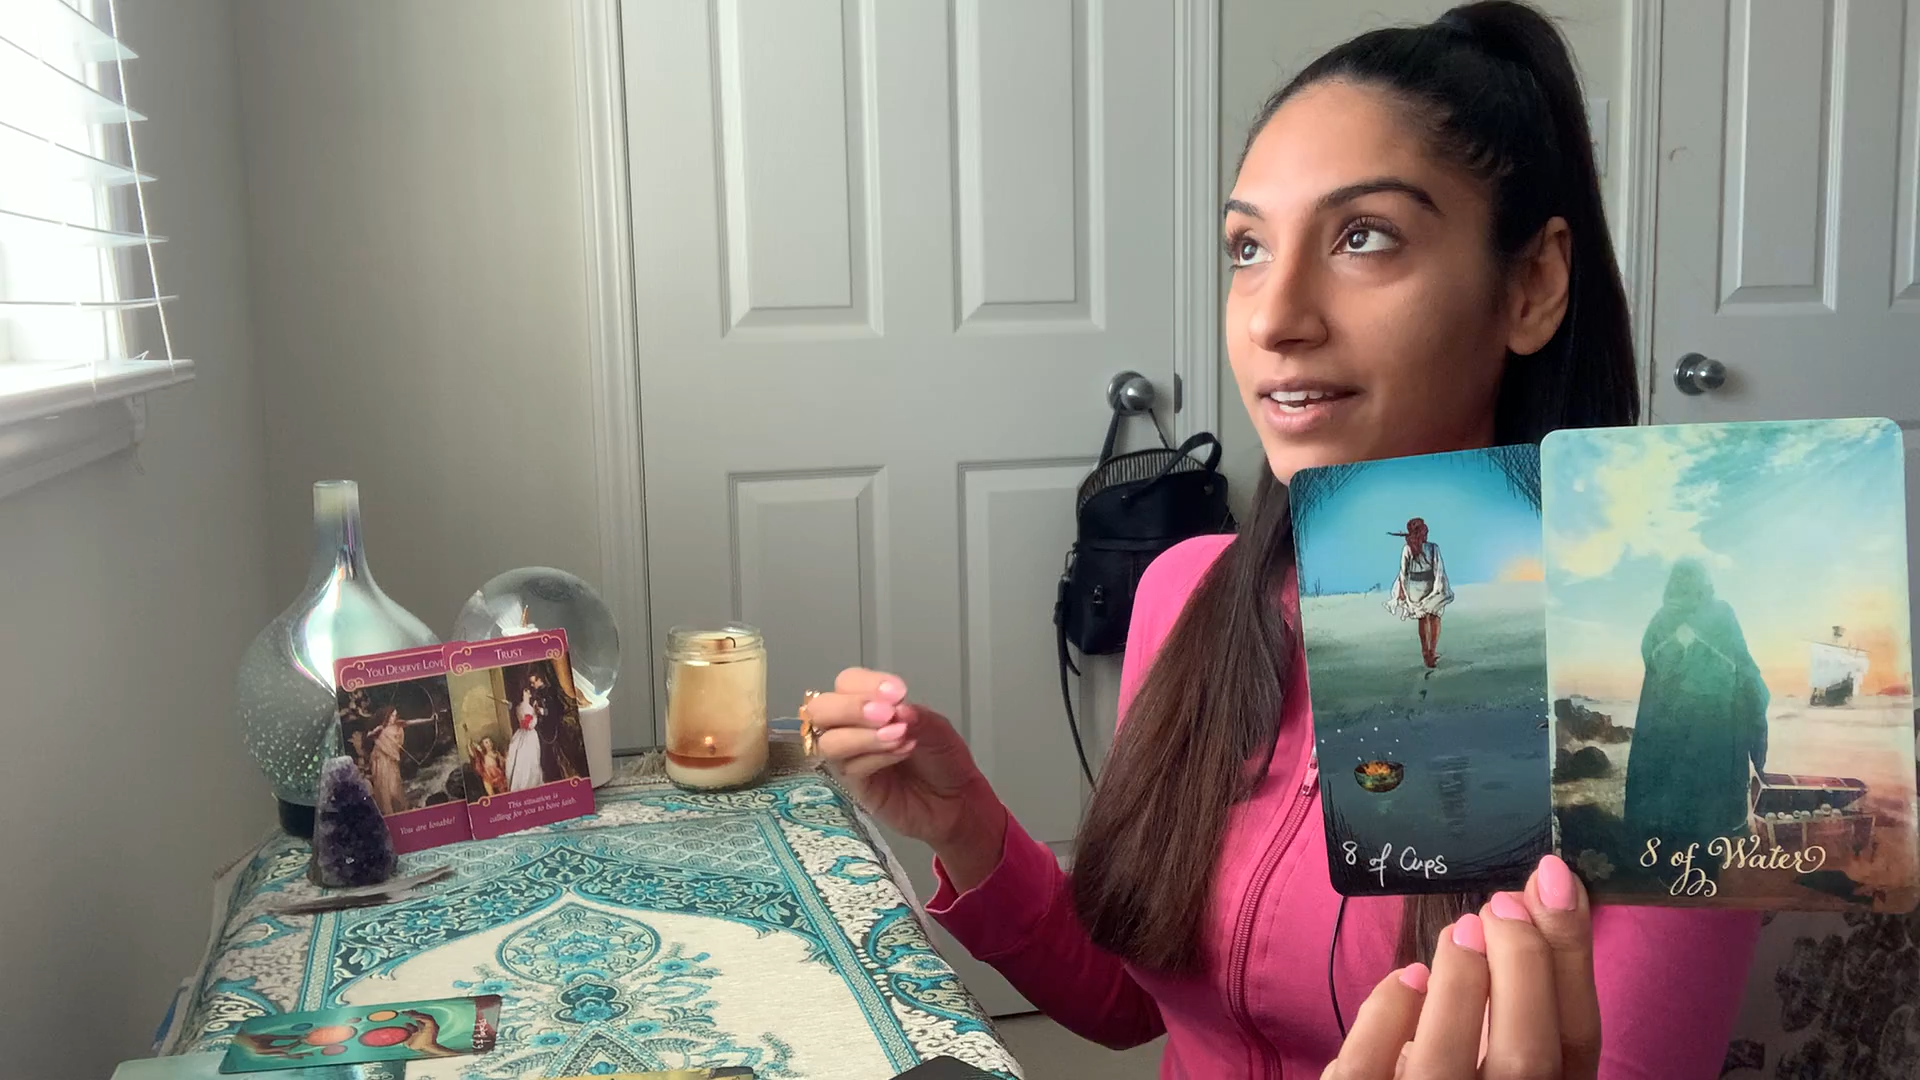 YOU DESERVE LOVE
You are lovable!
TRUST
This situation is
calling for you to have faith.
8 of Cups
8 of Water